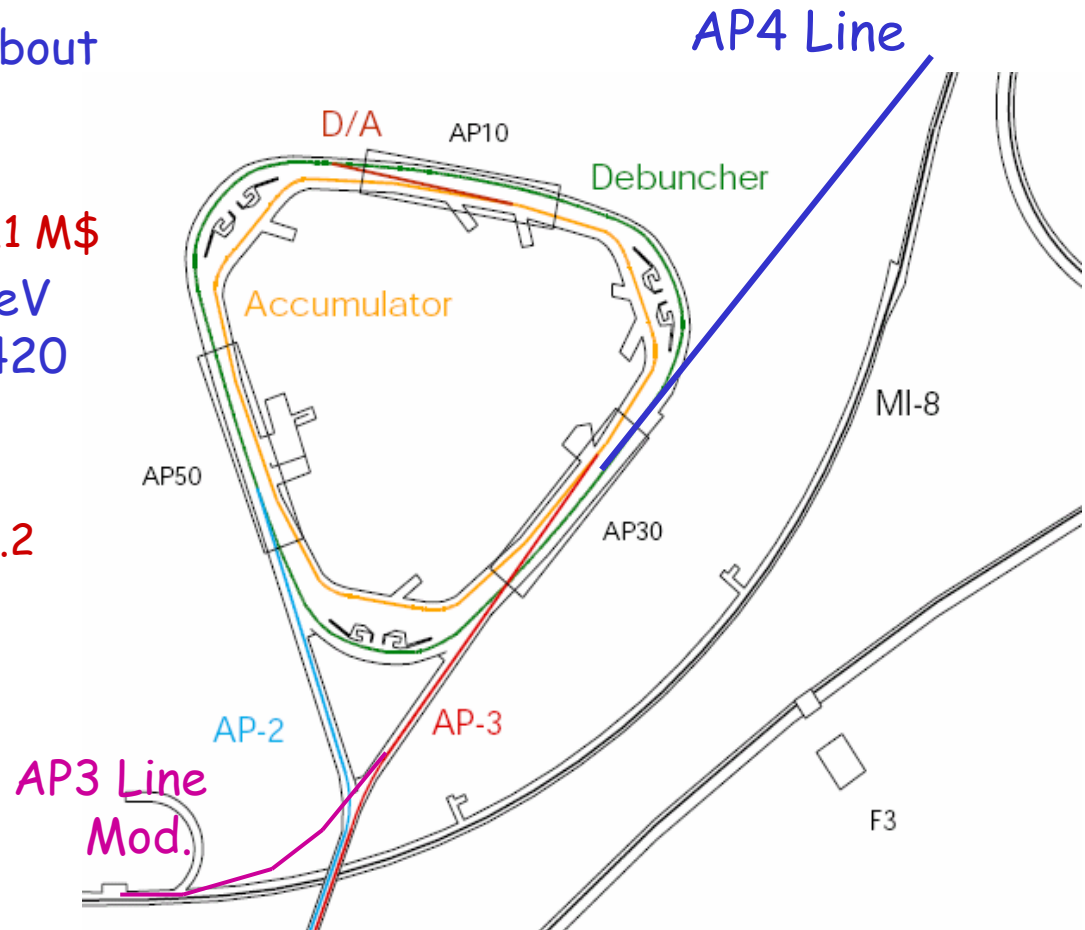 bout
AP4 Line
D/A
AP10
Debuncher
1 M$
eV
Accumulator
420
MI-8
AP50
AP30
.2
AP-2
AP-3
AP3 Line
Mod.
F3